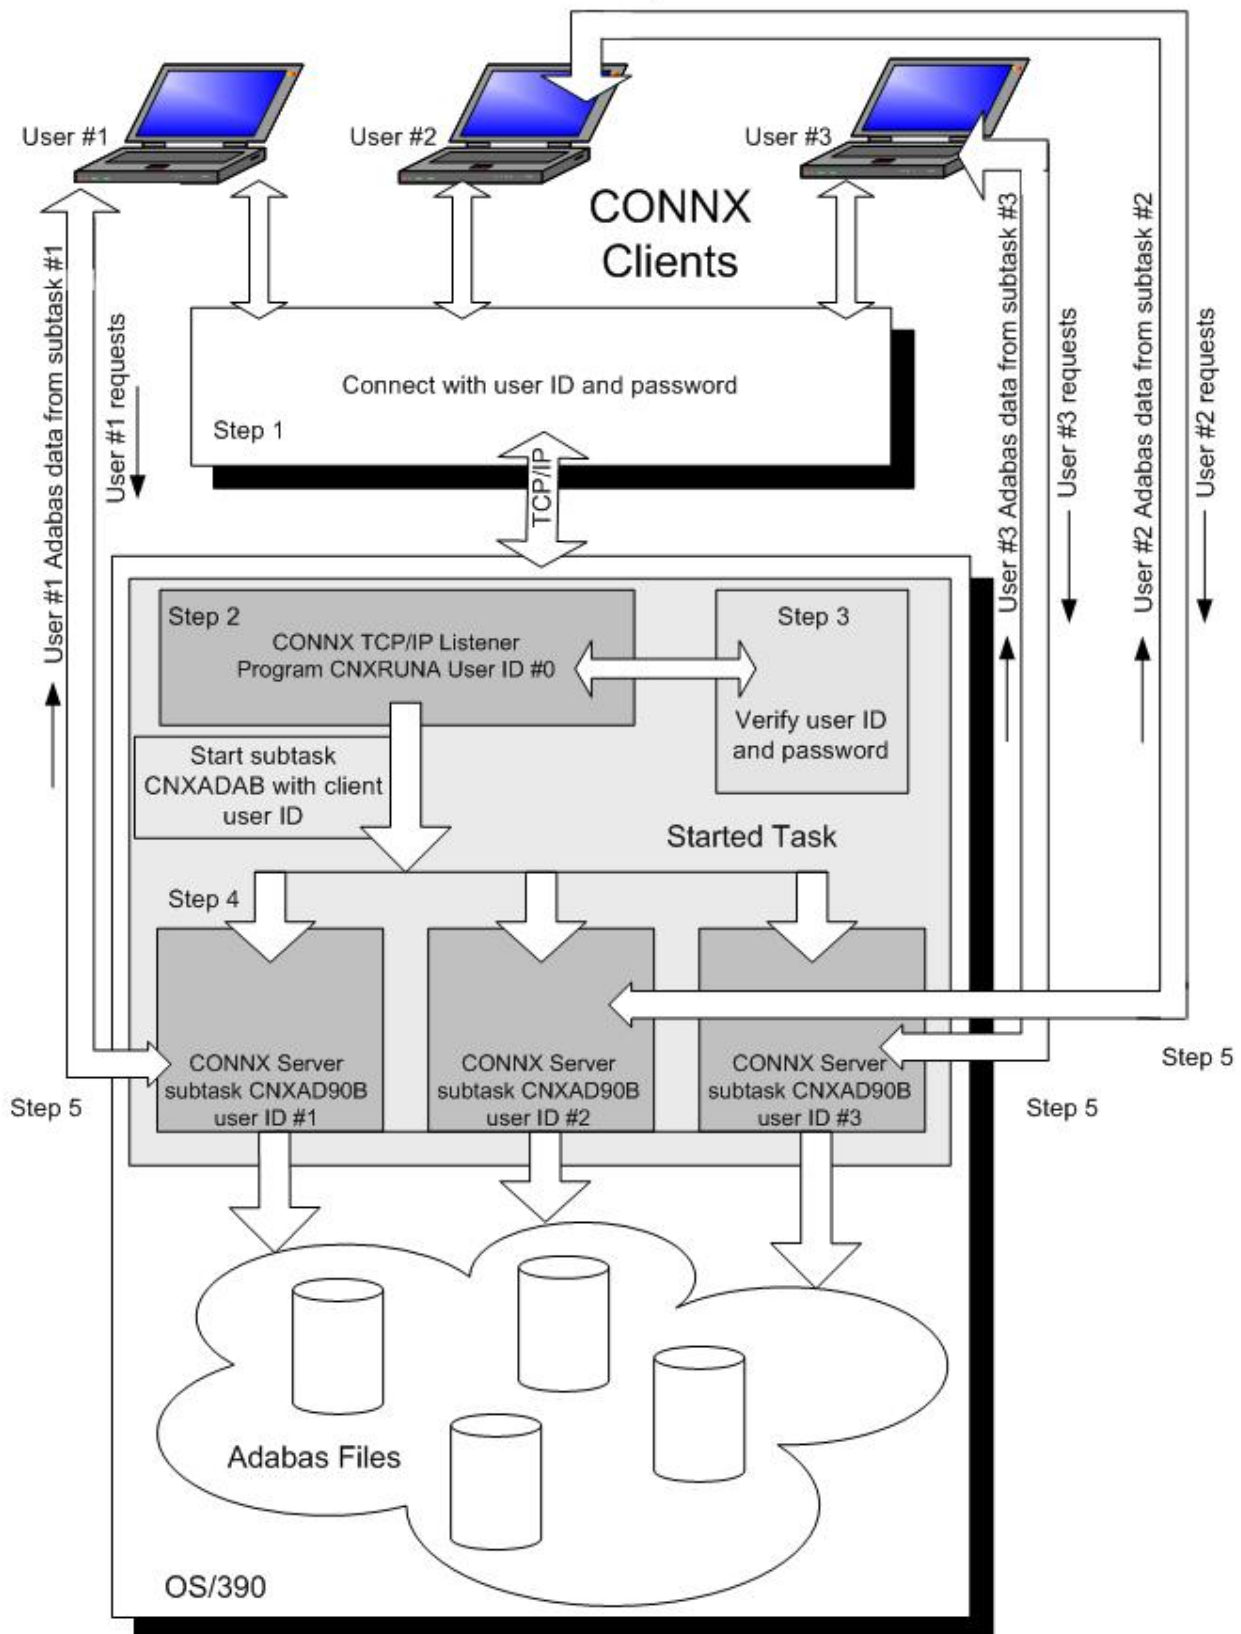 User #1
User #2
User #3
CONNX
Clients
User #1 Adabas data from subtask #1
User #1 requests
User #3 Adabas data from subtask #3
User #3 requests
User #2 Adabas data from subtask #2
User #2 requests
Connect with user ID and password
Step 1
TCP/IP
Step 2
CONNX TCP/IP Listener
Program CNXRUNA User ID #0
Step 3
Verify user ID
and password
Start subtask
CNXADAB with client
user ID
Started Task
Step 4
CONNX Server
subtask CNXAD90B
user ID #1
CONNX Server
subtask CNXAD90B
user ID #2
CONNX Server
subtask CNXAD90B
user ID #3
Step 5
Step 5
Step 5
Adabas Files
OS/390